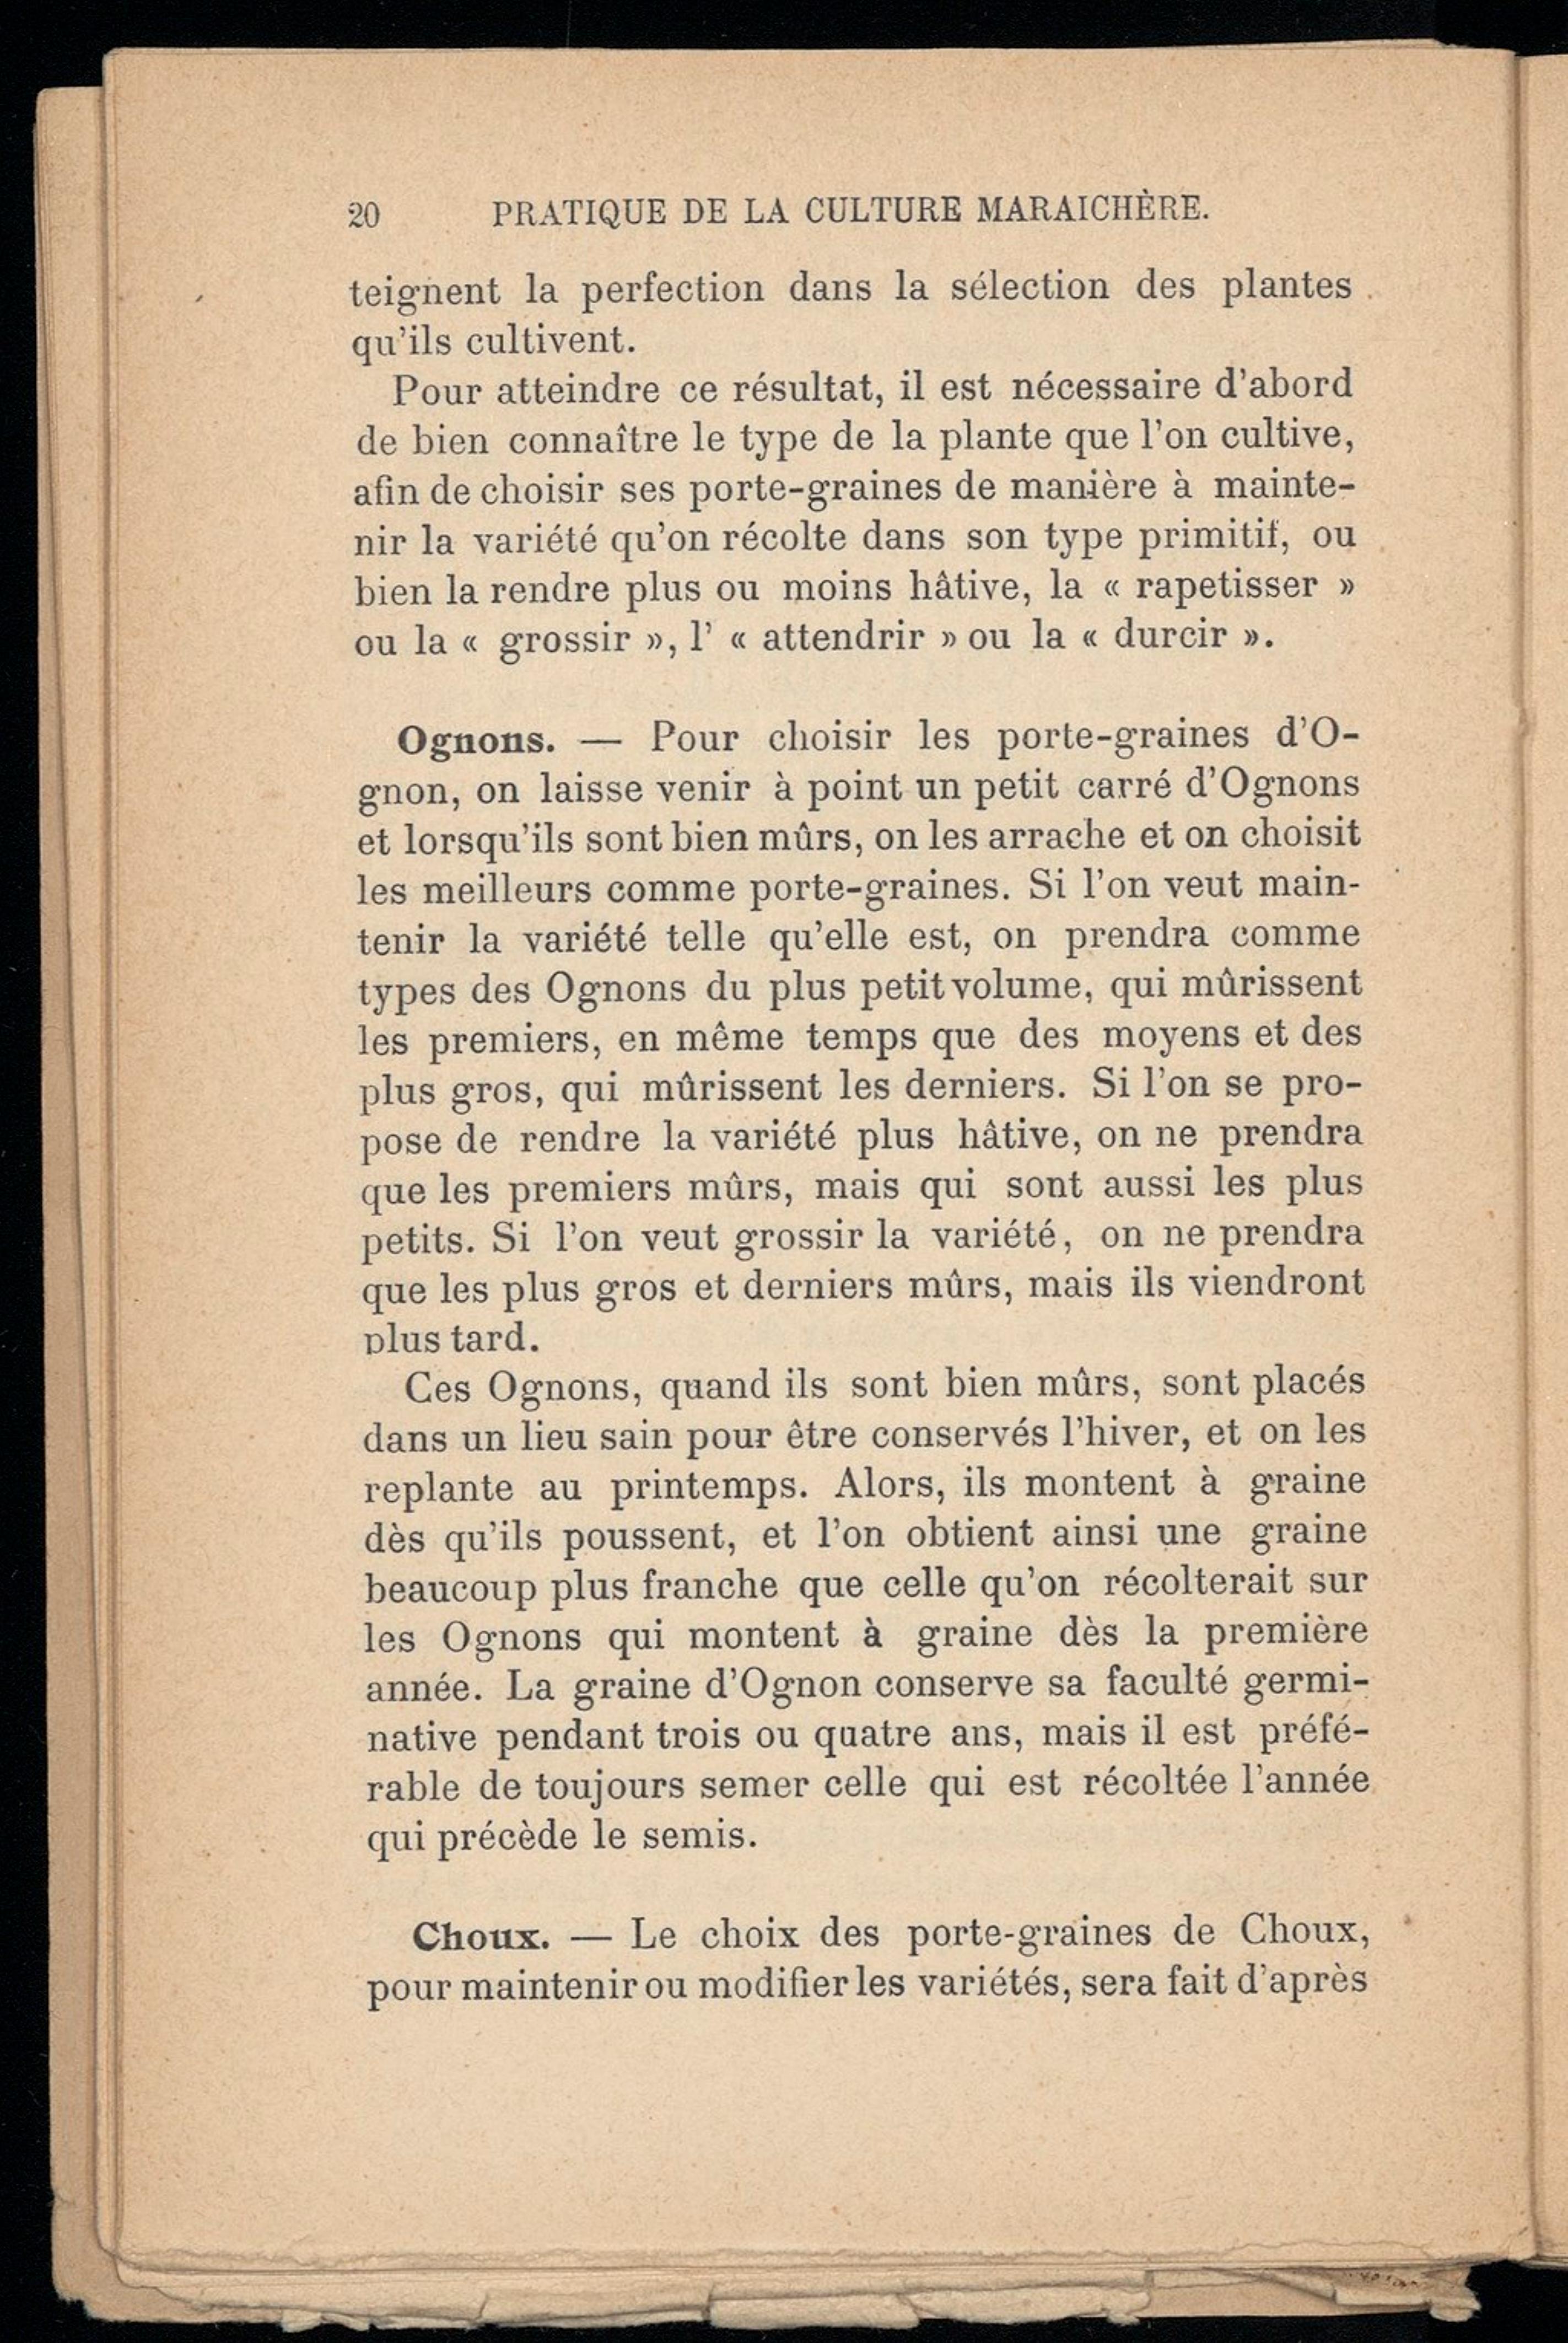 20 PRATIQUE DE LA CULTURE MARAICHÈRE.
teignent la perfection dans la sélection des plantes
qu'ils cultivent.
Pour atteindre ce résultat, il est nécessaire d'abord
de bien connaître le type de la plante que l'on cultive,
afin de choisir ses porte-graines de manière à mainte-
nir la variété qu'on récolte dans son type primitif, ou
bien la rendre plus ou moins hâtive, la « rapetisser »
ou la « grossir », l' « attendrir » ou la « durcir ».
Ognons. — Pour choisir les porte-graines d'O-
gnon, on laisse venir à point un petit carré d'Ognons
et lorsqu'ils sont bien mûrs, on les arrache et on choisit
les meilleurs comme porte-graines. Si l'on veut main-
tenir la variété telle qu'elle est, on prendra comme
types des Ognons du plus petit volume, qui mûrissent
les premiers, en même temps que des moyens et des
plus gros, qui mûrissent les derniers. Si l'on se pro-
pose de rendre la variété plus hâtive, on ne prendra
que les premiers mûrs, mais qui sont aussi les plus
petits. Si l'on veut grossir la variété, on ne prendra
que les plus gros et derniers mûrs, mais ils viendront
plus tard.
Ces Ognons, quand ils sont bien mûrs, sont placés
dans un lieu sain pour être conservés l'hiver, et on les
replante au printemps. Alors, ils montent à graine
dès qu'ils poussent, et l'on obtient ainsi une graine
beaucoup plus franche que celle qu'on récolterait sur
les Ognons qui montent à graine dès la première
année. La graine d'Ognon conserve sa faculté germi-
native pendant trois ou quatre ans, mais il est préfé-
rable de toujours semer celle qui est récoltée l'année
qui précède le semis.
Choux. — Le choix des porte-graines de Choux,
pour maintenir ou modifier les variétés, sera fait d'après